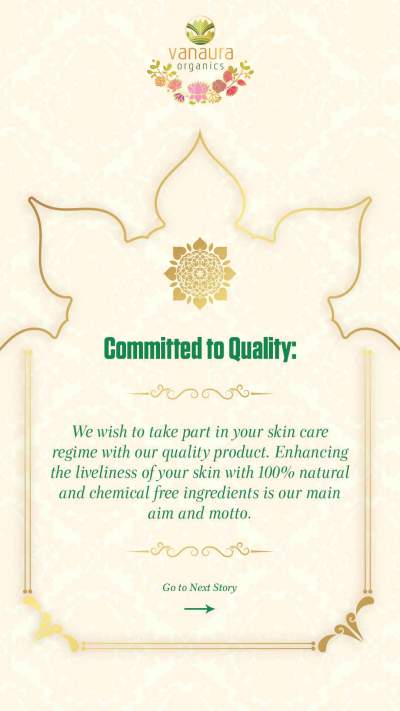 vanaura
organics
Committed to Quality:
We wish to take part in your skin care
regime with our quality product. Enhancing
the liveliness of your skin with 100% natural
and chemical free ingredients is our main
aim and motto.
Go to Next Story